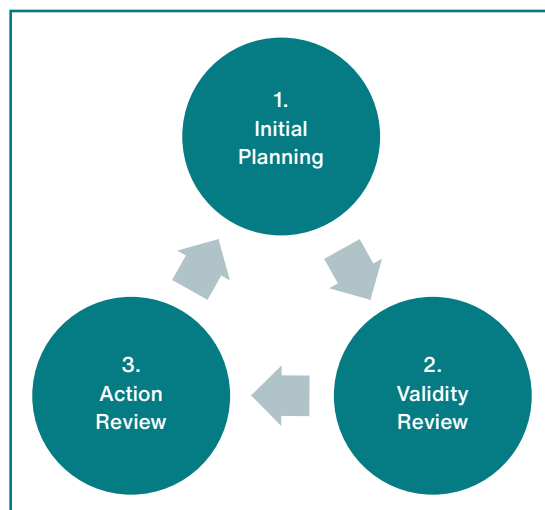 1.
Initial
Planning
2.
Validity
Review
3.
Action
Review